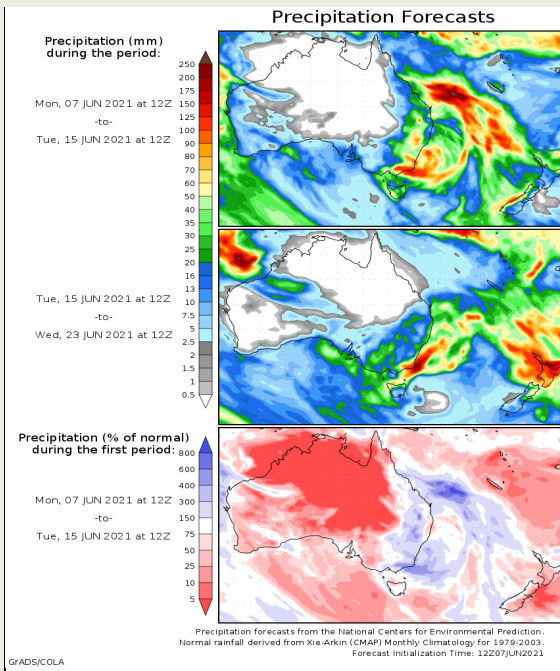 Precipitation Forecasts
Precipitation (mm)
during the period:
Mon, 07 JUN 2021 at 12Z
-to-
Tue, 15 JUN 2021 at 12Z
250
200
175
150
125
100
90
80
70
60
50
40
35
30
25
20
16
13
10
7.5
5
2.5
2
1.5
1
0.5
Tue, 15 JUN 2021 at 12Z
-to-
Wed, 23 JUN 2021 at 12Z
Precipitation (% of normal)
during the first period:
Mon, 07 JUN 2021 at 12Z
-to-
Tue, 15 JUN 2021 at 12Z
800
600
400
300
150
75
50
25
10
5
Precipitation forecasts from the National Centers for Environmental Prediction.
Normal rainfall derived from Xie-Arkin (CMAP) Monthly Climatology for 1979-2003.
Forecast Initialization Time: 12Z07JUN2021
GrADS/COLA